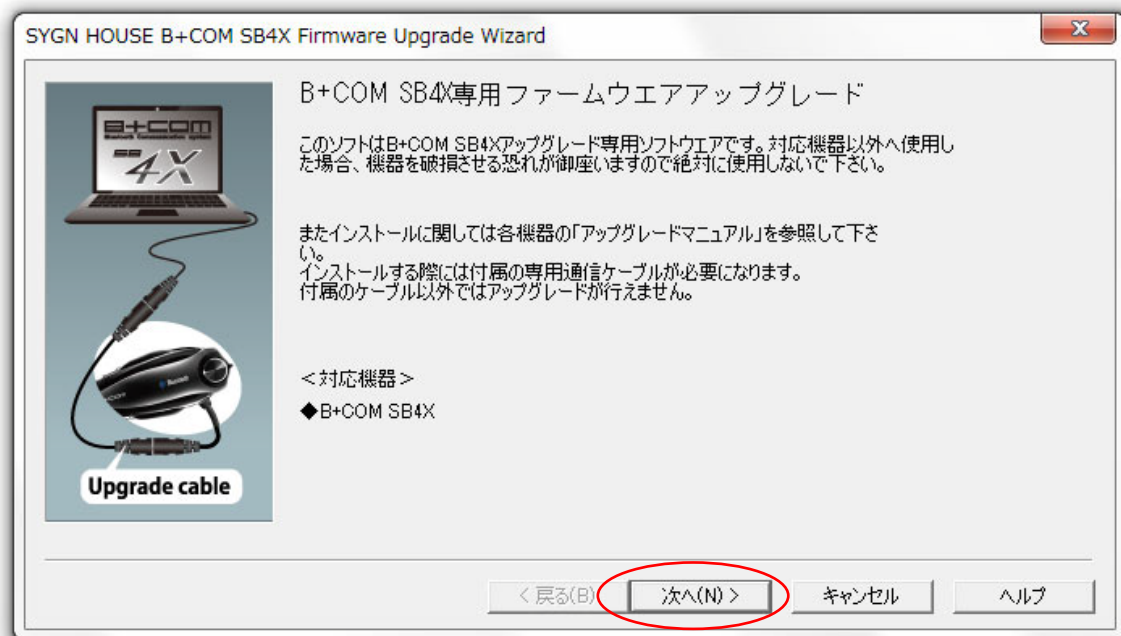 SYGN HOUSE B+COM SB4X Firmware Upgrade Wizard
B+COM SB4X専用ファームウエアアップグレード
このソフトはB+COM SB4Xアップグレード専用ソフトウエアです。対応機器以外へ使用し
た場合、機器を破損させる恐れが御座いますので絶対に使用しないで下さい。
またインストールに関しては各機器の「アップグレードマニュアル」を参照して下さ
い。
インストールする際には付属の専用通信ケーブルが必要になります。
付属のケーブル以外ではアップグレードが行えません。
<対応機器>
◆B+COM SB4X
B+COM
SB
4X
Bluetooth
Upgrade cable
< 戻る(B)
次へ(N) >
キャンセル
ヘルプ